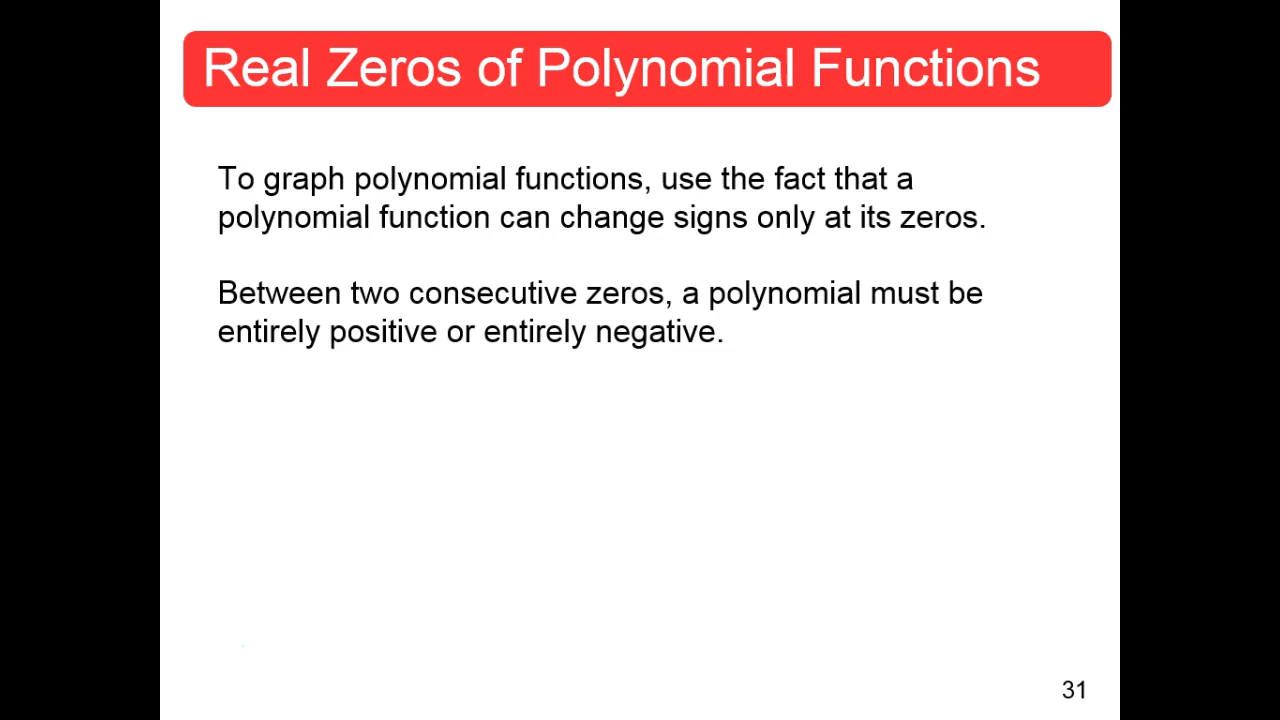 Real Zeros of Polynomial Functions
To graph polynomial functions, use the fact that a
polynomial function can change signs only at its zeros.
Between two consecutive zeros, a polynomial must be
entirely positive or entirely negative.
31